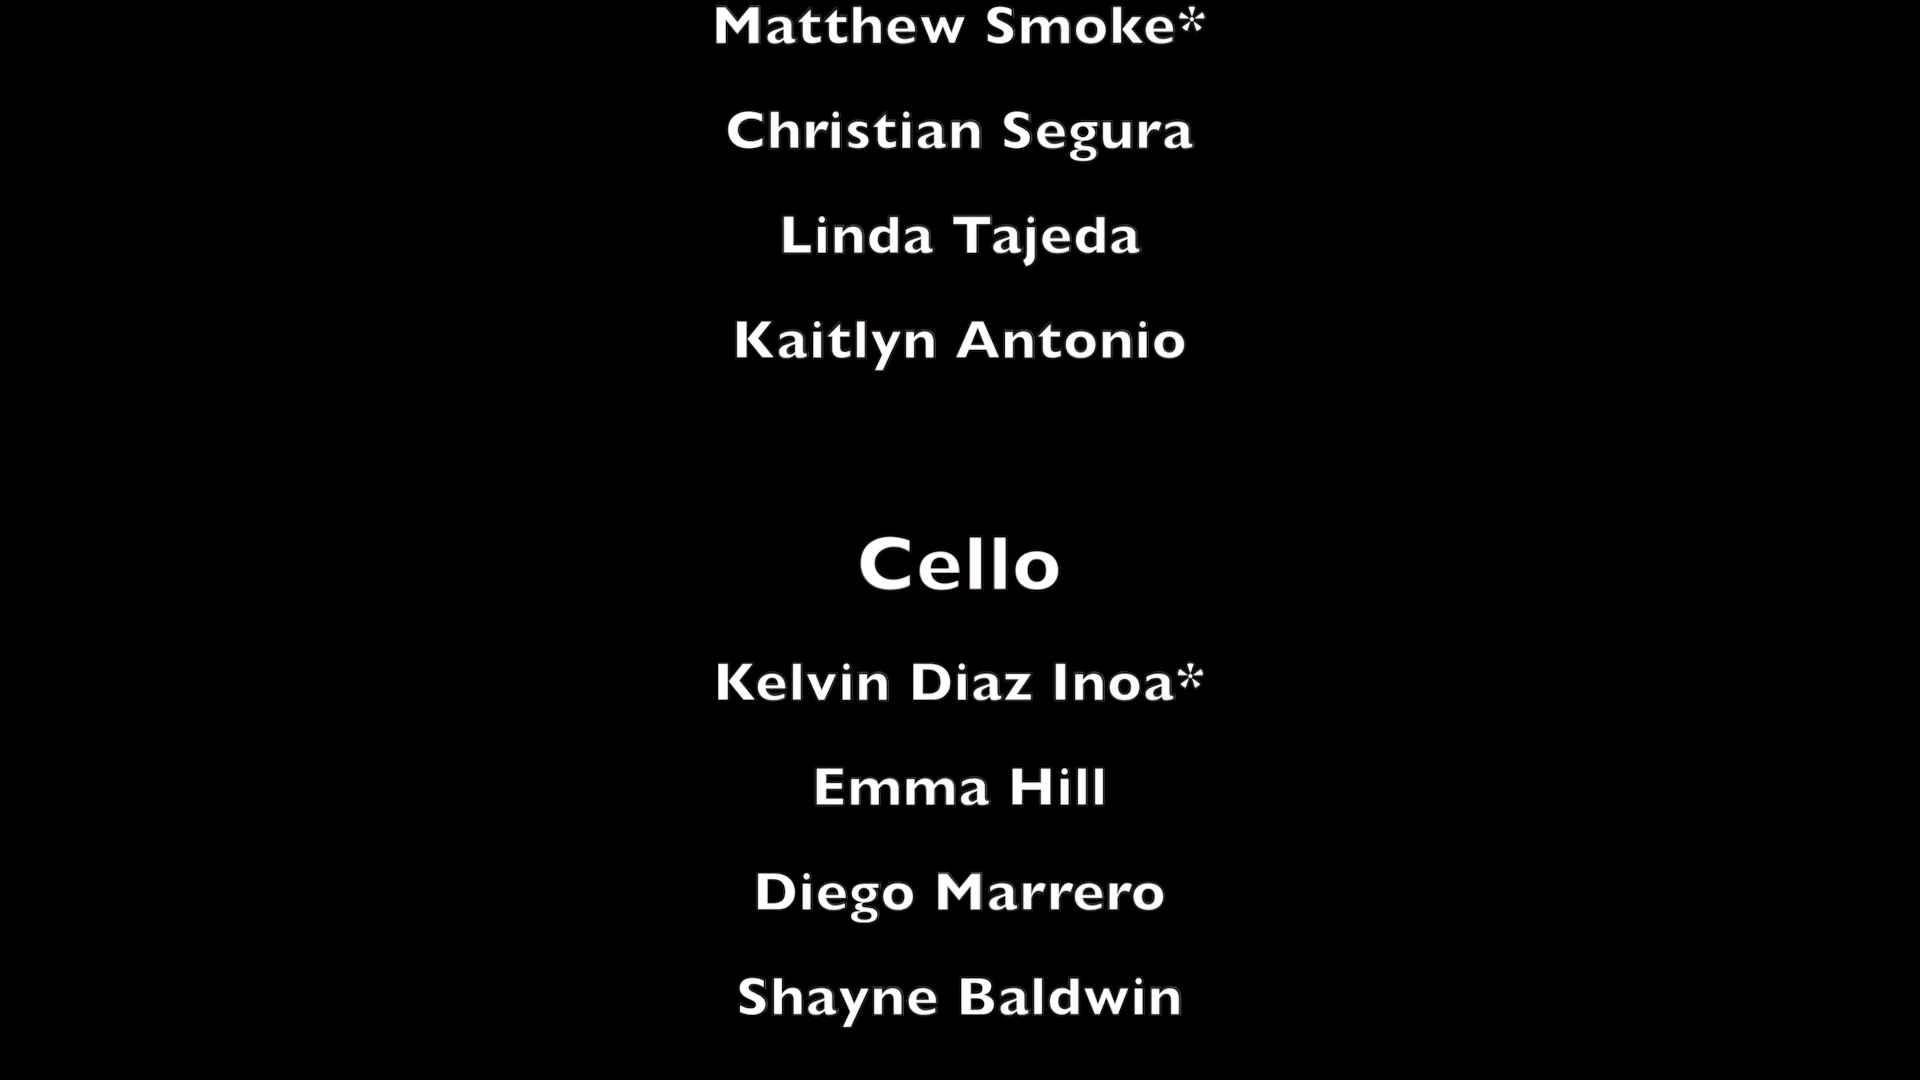 Matthew Smoke*
Christian Segura
Linda Tajeda
Kaitlyn Antonio
Cello
Kelvin Diaz Inoa*
Emma Hill
Diego Marrero
Shayne Baldwin